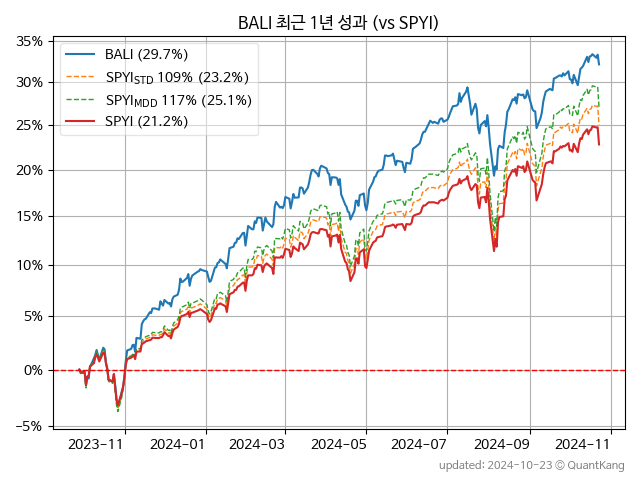 BALI 최근 1년 성과 (vs SPYI)
BALI (29.7%)
SPYI_STD 109% (23.2%)
SPYI_MDD 117% (25.1%)
SPYI (21.2%)
35%
30%
25%
20%
15%
10%
5%
0%
−5%
2023-11 2024-01 2024-03 2024-05 2024-07 2024-09 2024-11
updated: 2024-10-23 © QuantKang